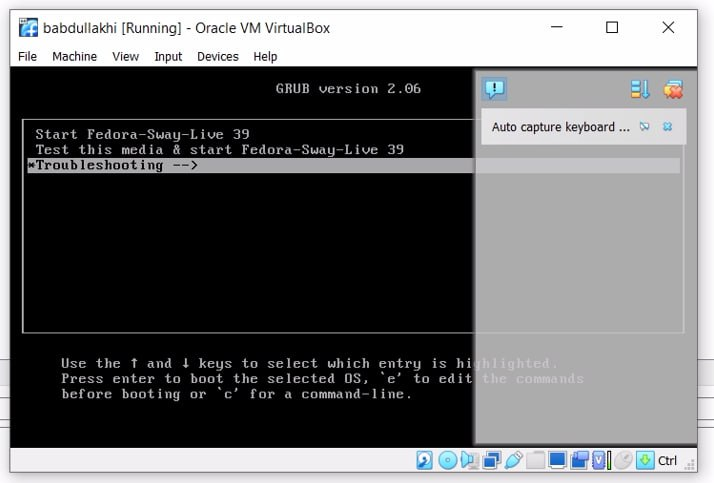 babdullakhi [Running] - Oracle VM VirtualBox
File Machine View Input Devices Help
GRUB version 2.06
Auto capture keyboard ...
Start Fedora-Sway-Live 39
Test this media & start Fedora-Sway-Live 39
*Troubleshooting -->
Use the ↑ and ↓ keys to select which entry is highlighted.
Press enter to boot the selected OS, `e' to edit the commands
before booting or `c' for a command-line.
Ctrl